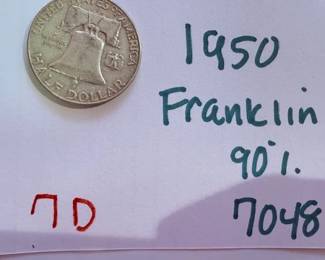 UNITED STATES OF AMERICA
HALF DOLLAR
1950
Franklin
90%.
7048
7D